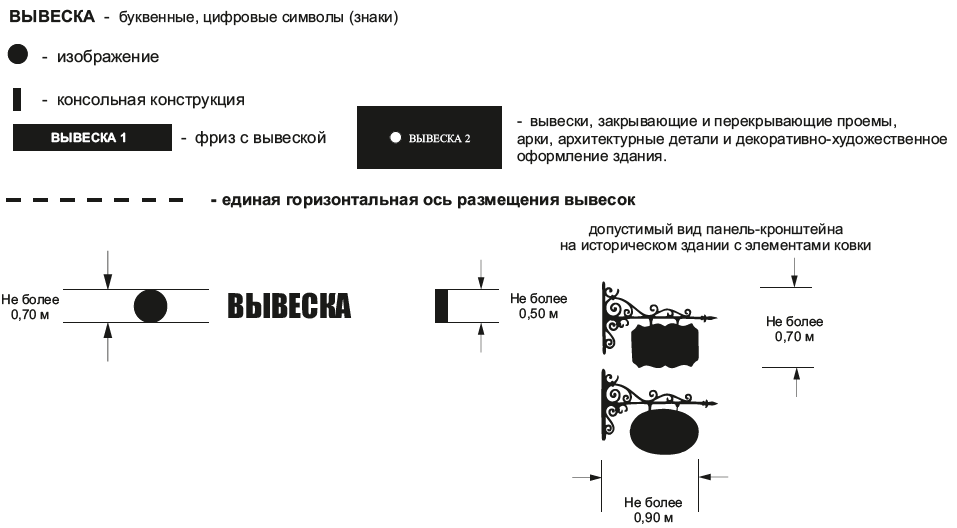 ВЫВЕСКА - буквенные, цифровые символы (знаки)
- изображение
- консольная конструкция
ВЫВЕСКА 1 - фриз с вывеской
ВЫВЕСКА 2
- вывески, закрывающие и перекрывающие проемы,
арки, архитектурные детали и декоративно-художественное
оформление здания.
- единая горизонтальная ось размещения вывесок
допустимый вид панель-кронштейна
на историческом здании с элементами ковки
Не более
0,70 м
ВЫВЕСКА
Не более
0,50 м
Не более
0,70 м
Не более
0,90 м